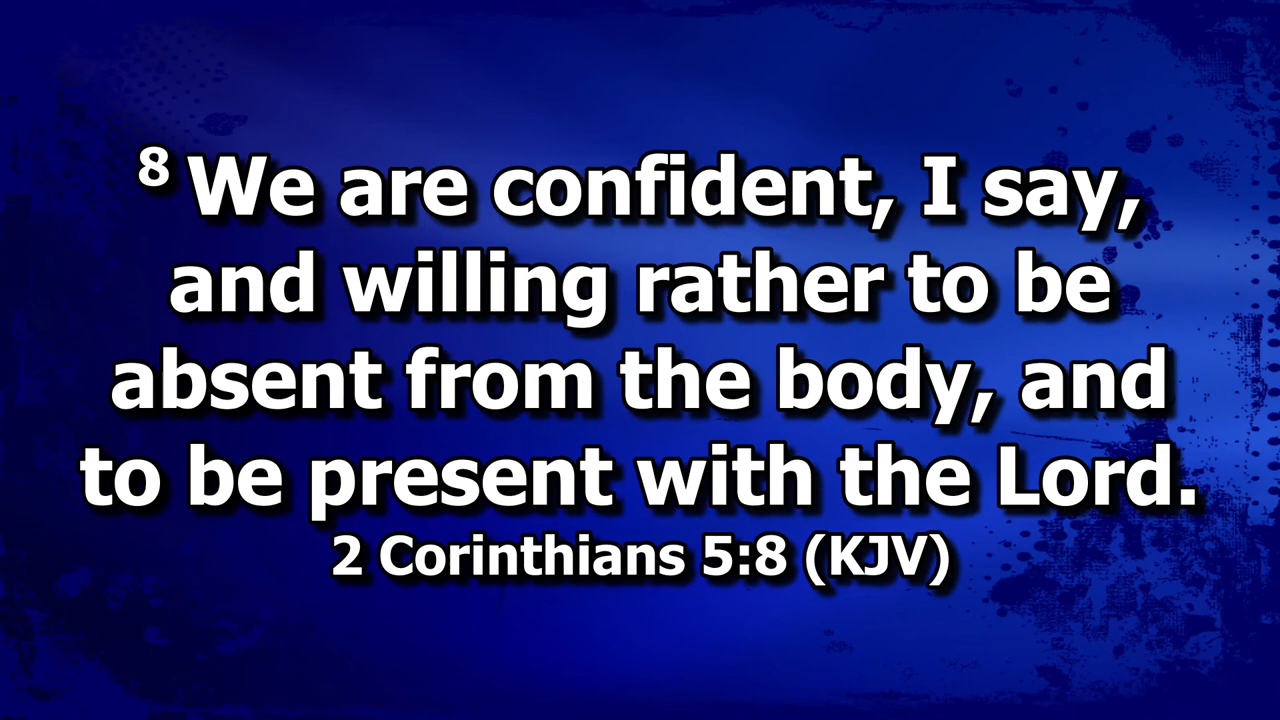 8 We are confident, I say,
and willing rather to be
absent from the body, and
to be present with the Lord.
2 Corinthians 5:8 (KJV)